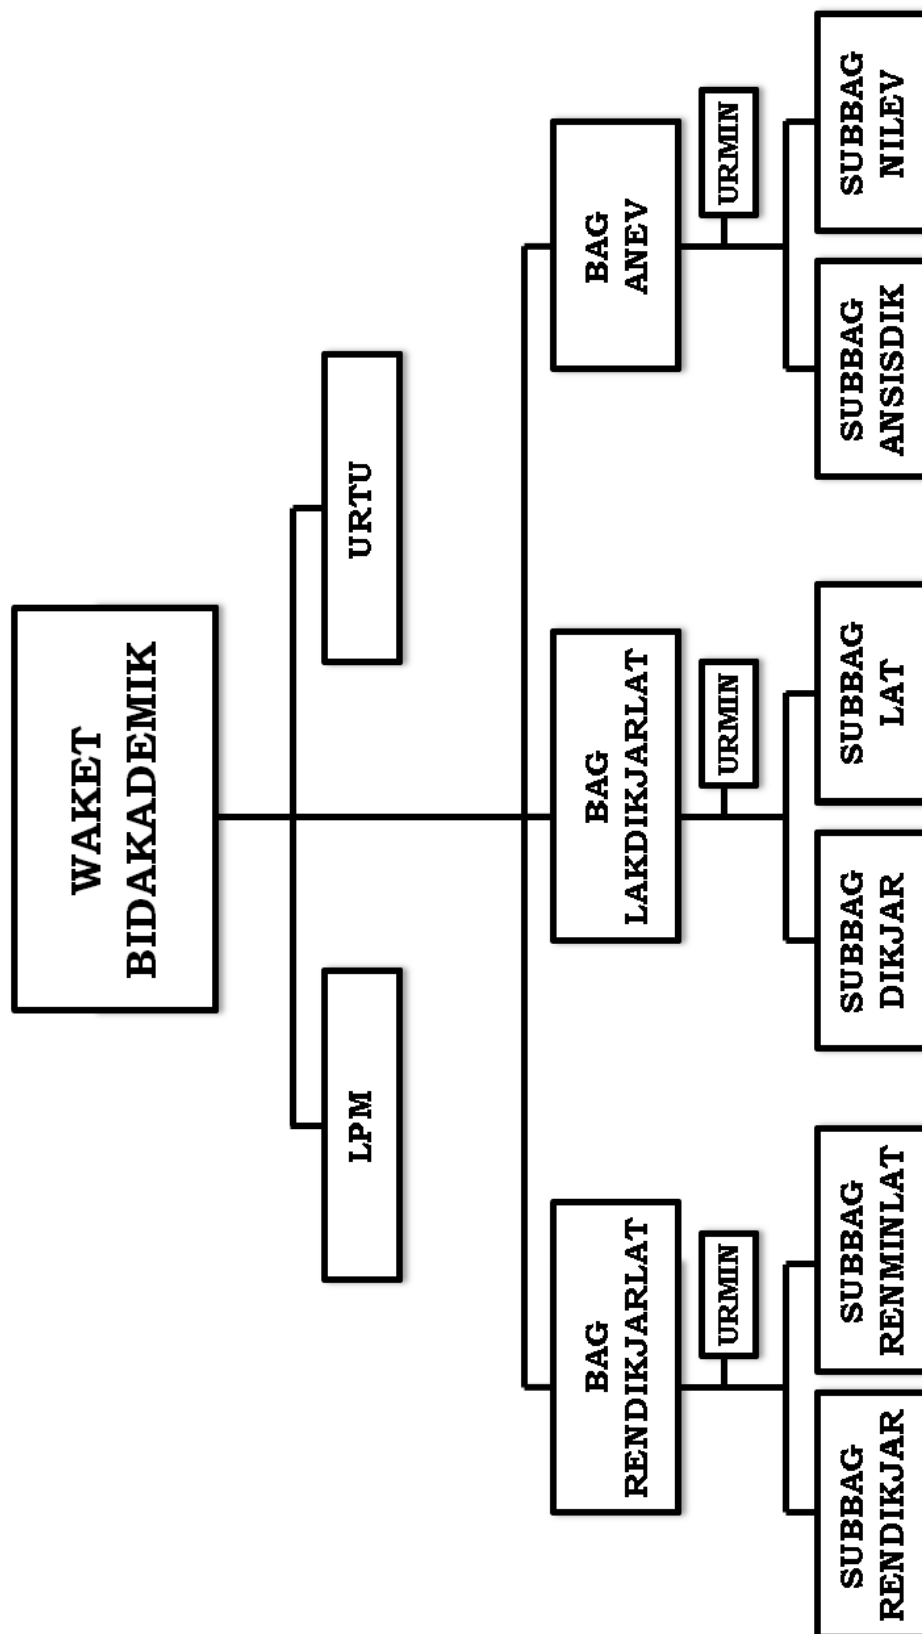 WAKET
BIDAKADEMIK
LPM
URTU
BAG
RENDIKJARLAT
BAG
LAKDIKJARLAT
BAG
ANEV
URMIN
URMIN
URMIN
SUBBAG
RENDIKJAR
SUBBAG
RENMINLAT
SUBBAG
DIKJAR
SUBBAG
LAT
SUBBAG
ANSISDIK
SUBBAG
NILEV